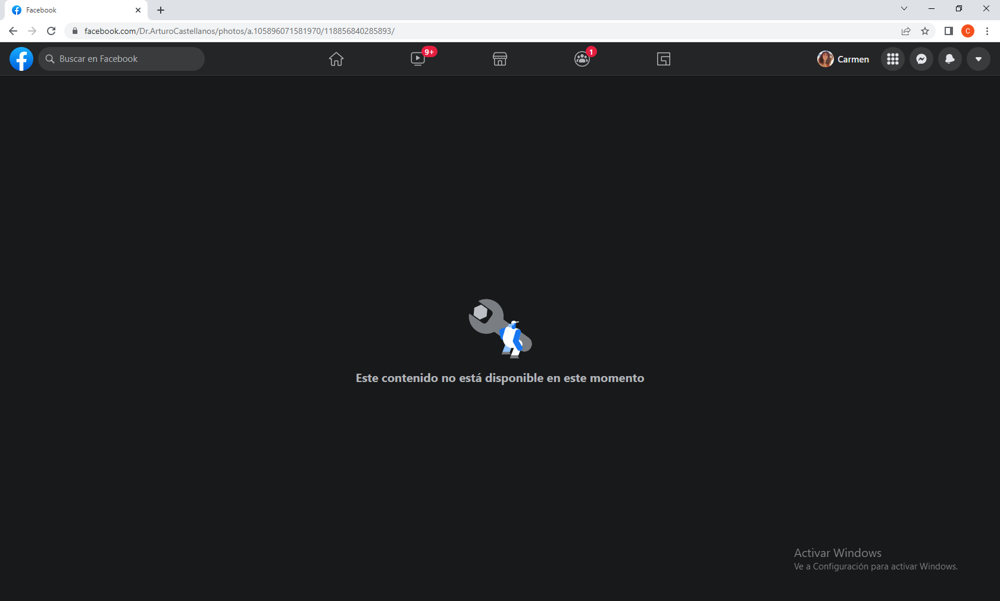 Facebook
facebook.com/Dr.ArturoCastellanos/photos/a.105896071581970/118856840285893/
C
Buscar en Facebook
9+
1
Carmen
Este contenido no está disponible en este momento
Activar Windows
Ve a Configuración para activar Windows.